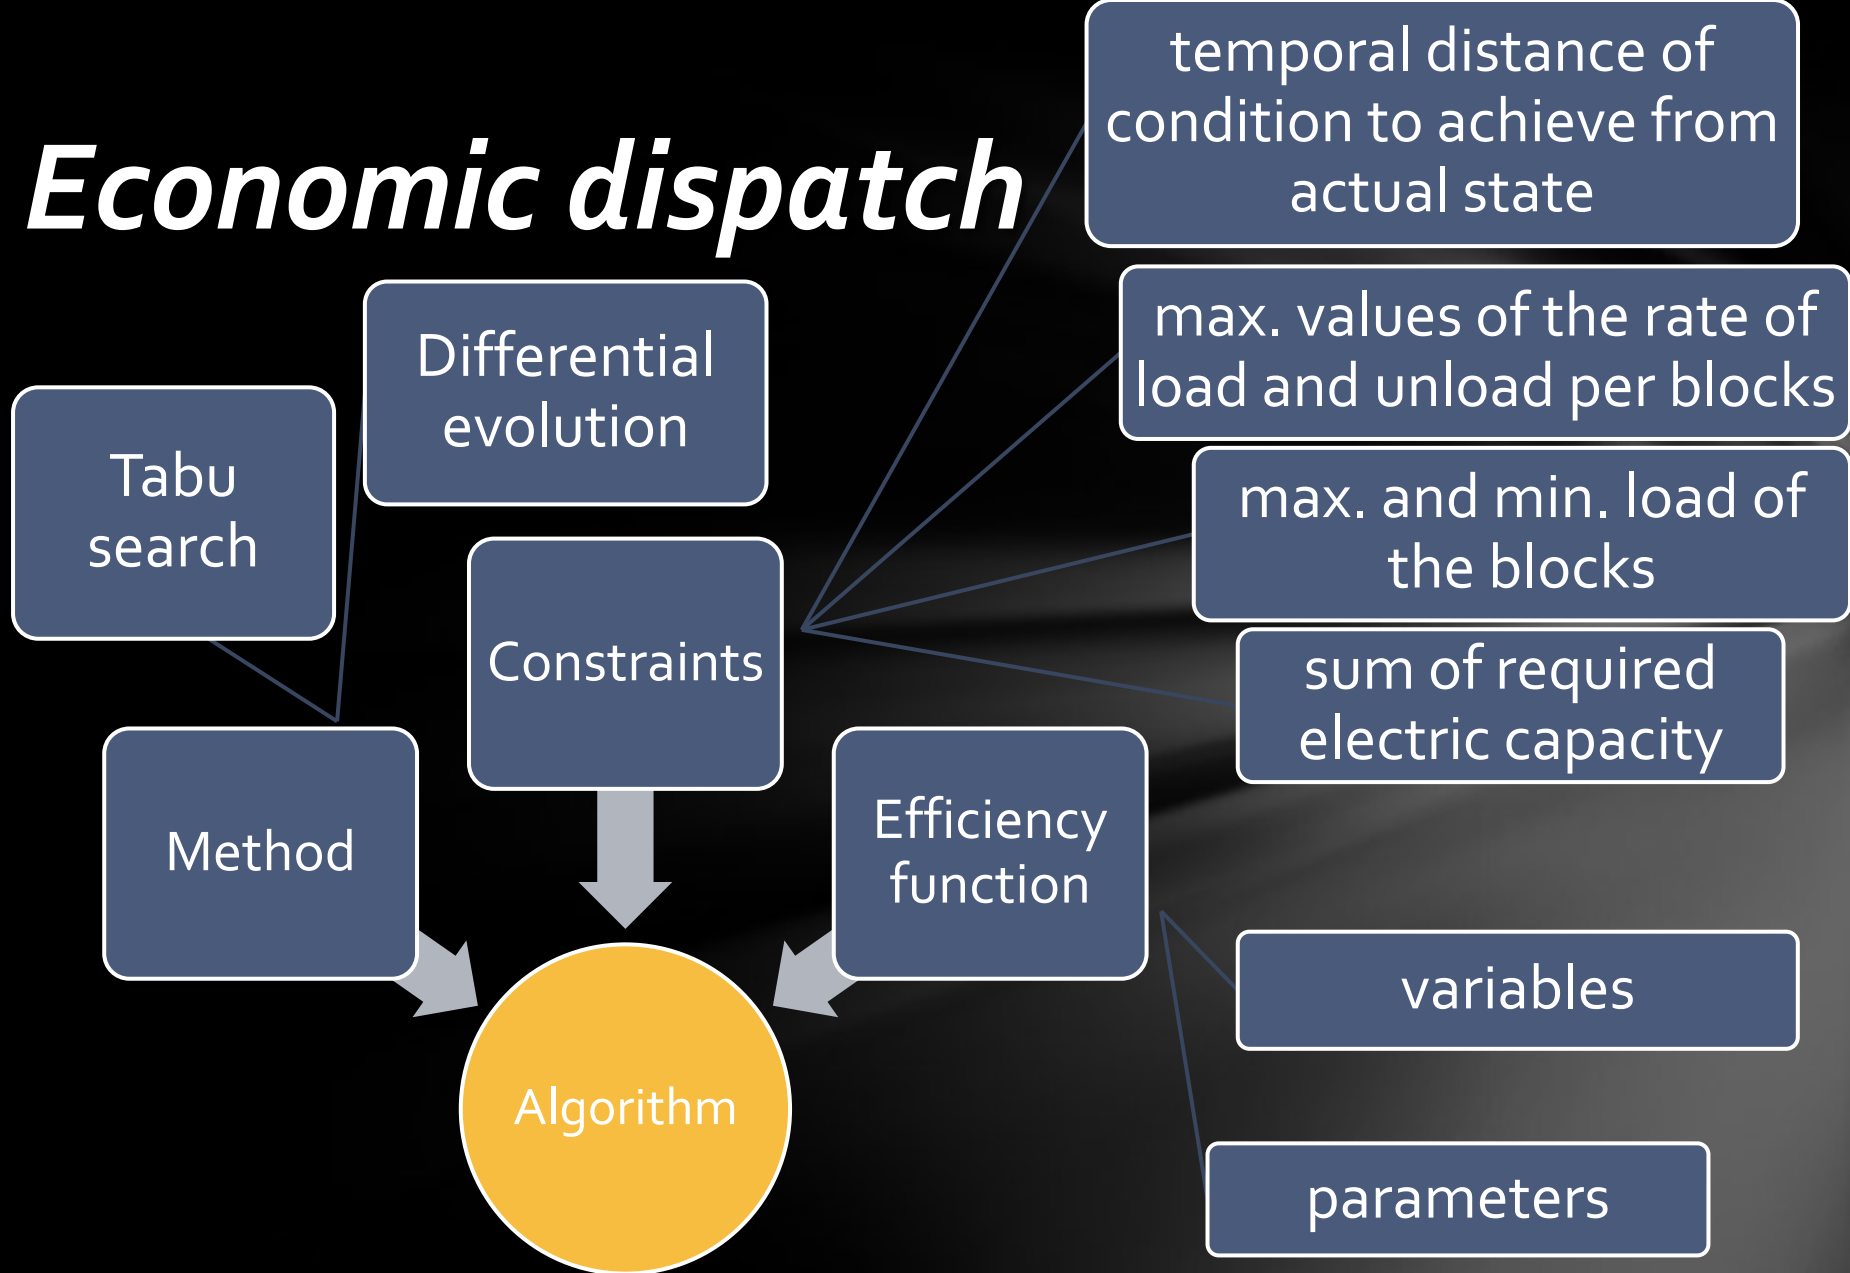 Economic dispatch
temporal distance of
condition to achieve from
actual state
max. values of the rate of
load and unload per blocks
max. and min. load of
the blocks
sum of required
electric capacity
Differential
evolution
Tabu
search
Constraints
Method
Efficiency
function
variables
Algorithm
parameters